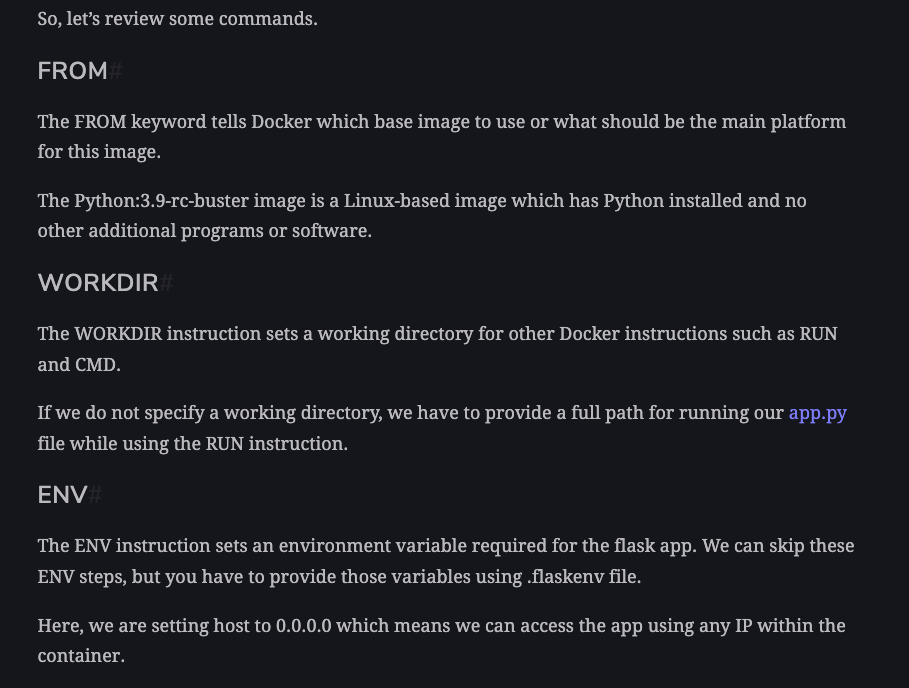 So, let’s review some commands.
FROM#
The FROM keyword tells Docker which base image to use or what should be the main platform
for this image.
The Python:3.9-rc-buster image is a Linux-based image which has Python installed and no
other additional programs or software.
WORKDIR#
The WORKDIR instruction sets a working directory for other Docker instructions such as RUN
and CMD.
If we do not specify a working directory, we have to provide a full path for running our app.py
file while using the RUN instruction.
ENV#
The ENV instruction sets an environment variable required for the flask app. We can skip these
ENV steps, but you have to provide those variables using .flaskenv file.
Here, we are setting host to 0.0.0.0 which means we can access the app using any IP within the
container.